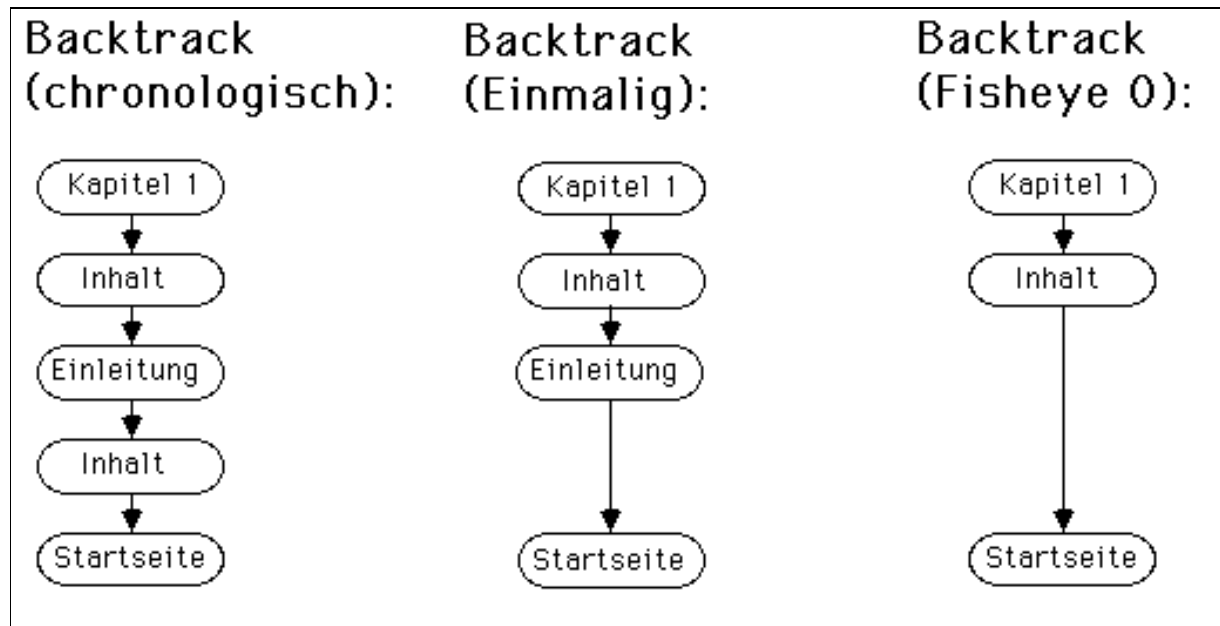 Backtrack
(chronologisch):
Kapitel 1
Inhalt
Einleitung
Inhalt
Startseite
Backtrack
(Einmalig):
Kapitel 1
Inhalt
Einleitung
Startseite
Backtrack
(Fisheye 0):
Kapitel 1
Inhalt
Startseite